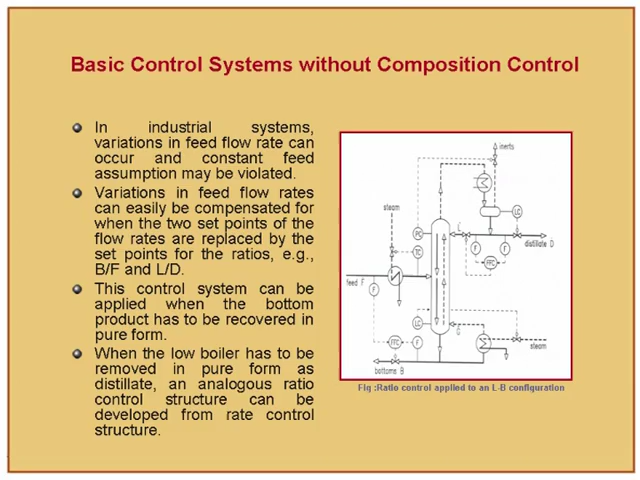 Basic Control Systems without Composition Control
In industrial systems,
variations in feed flow rate can
occur and constant feed
assumption may be violated.
Variations in feed flow rates
can easily be compensated for
when the two set points of the
flow rates are replaced by the
set points for the ratios, e.g.,
B/F and L/D.
This control system can be
applied when the bottom
product has to be recovered in
pure form.
When the low boiler has to be
removed in pure form as
distillate, an analogous ratio
control structure can be
developed from rate control
structure.
inerts
steam
LC
PC
L
F
F
distillate D
TC
FFC
feed F
F
LC
G
FFC
F
steam
bottoms B
Fig :Ratio control applied to an L-B configuration